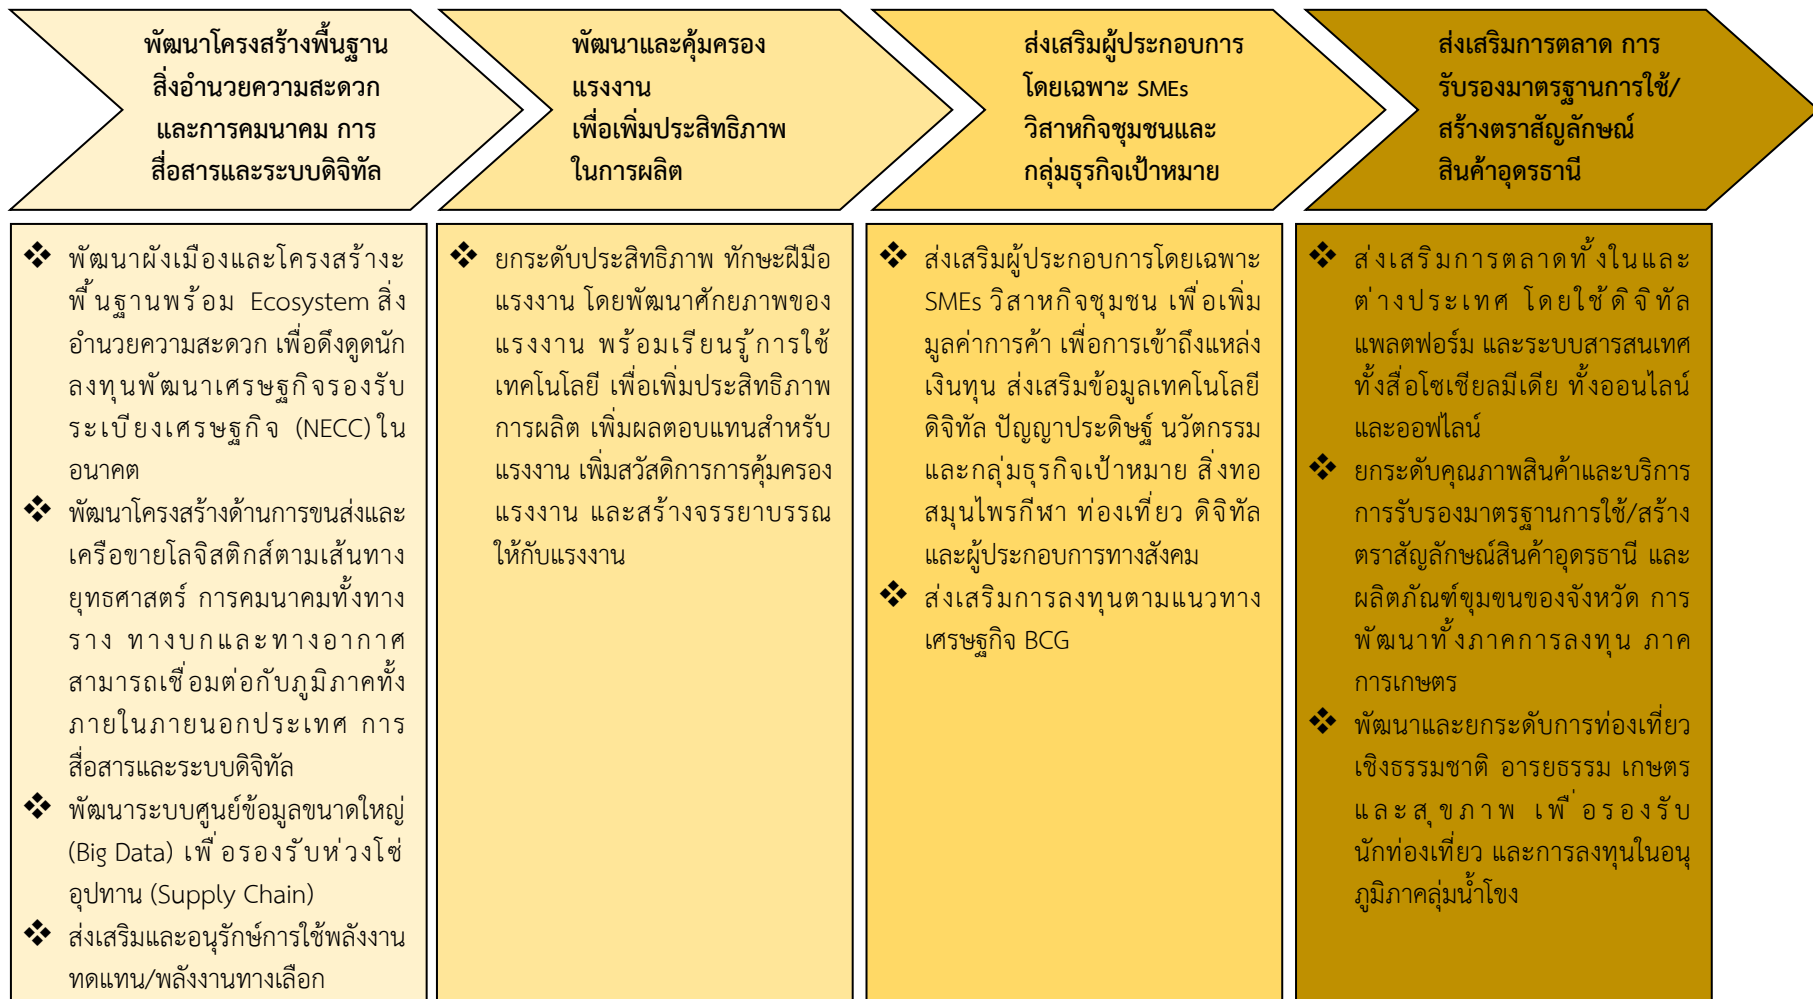 พัฒนาโครงสร้างพื้นฐาน
สิ่งอำนวยความสะดวก
และการคมนาคม การ
สื่อสารและระบบดิจิทัล
พัฒนาและคุ้มครอง
แรงงาน
เพื่อเพิ่มประสิทธิภาพ
ในการผลิต
ส่งเสริมผู้ประกอบการ
โดยเฉพาะ SMEs
วิสาหกิจชุมชนและ
กลุ่มธุรกิจเป้าหมาย
ส่งเสริมการตลาด การ
รับรองมาตรฐานการใช้/
สร้างตราสัญลักษณ์
สินค้าอุดรธานี
❖ พัฒนาผังเมืองและโครงสร้างะ
พื้นฐานพร้อม Ecosystem สิ่ง
อำนวยความสะดวก เพื่อดึงดูดนัก
ลงทุนพัฒนาเศรษฐกิจรองรับ
ระเบียงเศรษฐกิจ (NECC) ใน
อนาคต
❖ พัฒนาโครงสร้างด้านการขนส่งและ
เครือขายโลจิสติกส์ตามเส้นทาง
ยุทธศาสตร์ การคมนาคมทั้งทาง
ราง ทางบกและทางอากาศ
สามารถเชื่อมต่อกับภูมิภาคทั้ง
ภายในภายนอกประเทศ การ
สื่อสารและระบบดิจิทัล
❖ พัฒนาระบบศูนย์ข้อมูลขนาดใหญ่
(Big Data) เพื่อรองรับห่วงโซ่
อุปทาน (Supply Chain)
❖ ส่งเสริมและอนุรักษ์การใช้พลังงาน
ทดแทน/พลังงานทางเลือก
❖ ยกระดับประสิทธิภาพ ทักษะฝีมือ
แรงงาน โดยพัฒนาศักยภาพของ
แรงงาน พร้อมเรียนรู้การใช้
เทคโนโลยี เพื่อเพิ่มประสิทธิภาพ
การผลิต เพิ่มผลตอบแทนสำหรับ
แรงงาน เพิ่มสวัสดิการการคุ้มครอง
แรงงาน และสร้างจรรยาบรรณ
ให้กับแรงงาน
❖ ส่งเสริมผู้ประกอบการโดยเฉพาะ
SMEs วิสาหกิจชุมชน เพื่อเพิ่ม
มูลค่าการค้า เพื่อการเข้าถึงแหล่ง
เงินทุน ส่งเสริมข้อมูลเทคโนโลยี
ดิจิทัล ปัญญาประดิษฐ์ นวัตกรรม
และกลุ่มธุรกิจเป้าหมาย สิ่งทอ
สมุนไพรกีฬา ท่องเที่ยว ดิจิทัล
และผู้ประกอบการทางสังคม
❖ ส่งเสริมการลงทุนตามแนวทาง
เศรษฐกิจ BCG
❖ ส่งเสริมการตลาดทั้งในและ
ต่างประเทศ โดยใช้ดิจิทัล
แพลตฟอร์ม และระบบสารสนเทศ
ทั้งสื่อโซเชียลมีเดีย ทั้งออนไลน์
และออฟไลน์
❖ ยกระดับคุณภาพสินค้าและบริการ
การรับรองมาตรฐานการใช้/สร้าง
ตราสัญลักษณ์สินค้าอุดรธานี และ
ผลิตภัณฑ์ขุมขนของจังหวัด การ
พัฒนาทั้งภาคการลงทุน ภาค
การเกษตร
❖ พัฒนาและยกระดับการท่องเที่ยว
เชิงธรรมชาติ อารยธรรม เกษตร
และสุขภาพ เพื่อรองรับ
นักท่องเที่ยว และการลงทุนในอนุ
ภูมิภาคลุ่มน้ำโขง